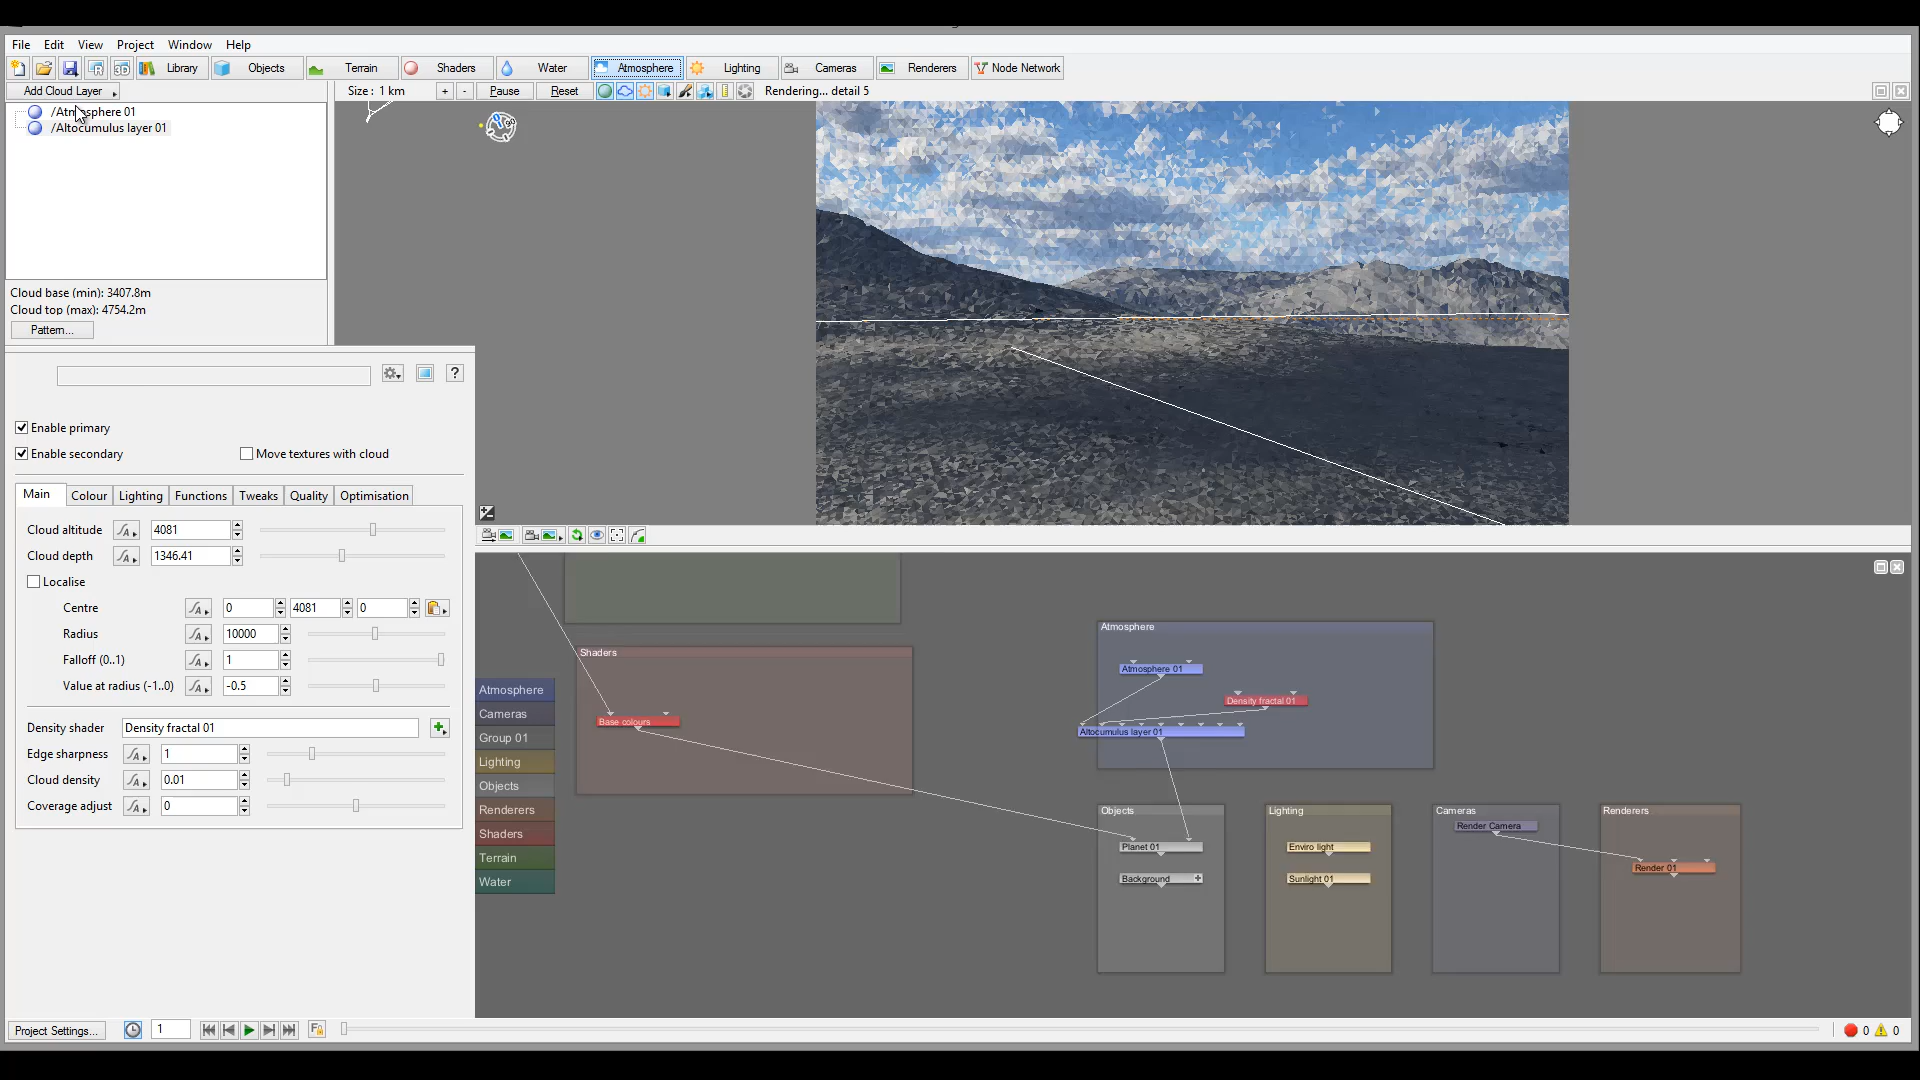 File Edit View Project Window Help
Library Objects Terrain Shaders Water Atmosphere Lighting Cameras Renderers Node Network
Add Cloud Layer Size : 1 km + - Pause Reset Rendering... detail 5
/Atmosphere 01
/Altocumulus layer 01
Cloud base (min): 3407.8m
Cloud top (max): 4754.2m
Pattern...
?
Enable primary
Enable secondary Move textures with cloud
Main Colour Lighting Functions Tweaks Quality Optimisation
Cloud altitude 4081
Cloud depth 1346.41
Localise
Centre 0 4081 0
Radius 10000
Falloff (0..1) 1
Value at radius (-1..0) -0.5
Density shader Density fractal 01
Edge sharpness 1
Cloud density 0.01
Coverage adjust 0
Atmosphere
Cameras
Group 01
Lighting
Objects
Renderers
Shaders
Terrain
Water
Shaders
Base colours
Atmosphere
Atmosphere 01
Density fractal 01
Altocumulus layer 01
Objects
Planet 01
Background +
Lighting
Enviro light
Sunlight 01
Cameras
Render Camera
Renderers
Render 01
Project Settings... 1 F 0 0